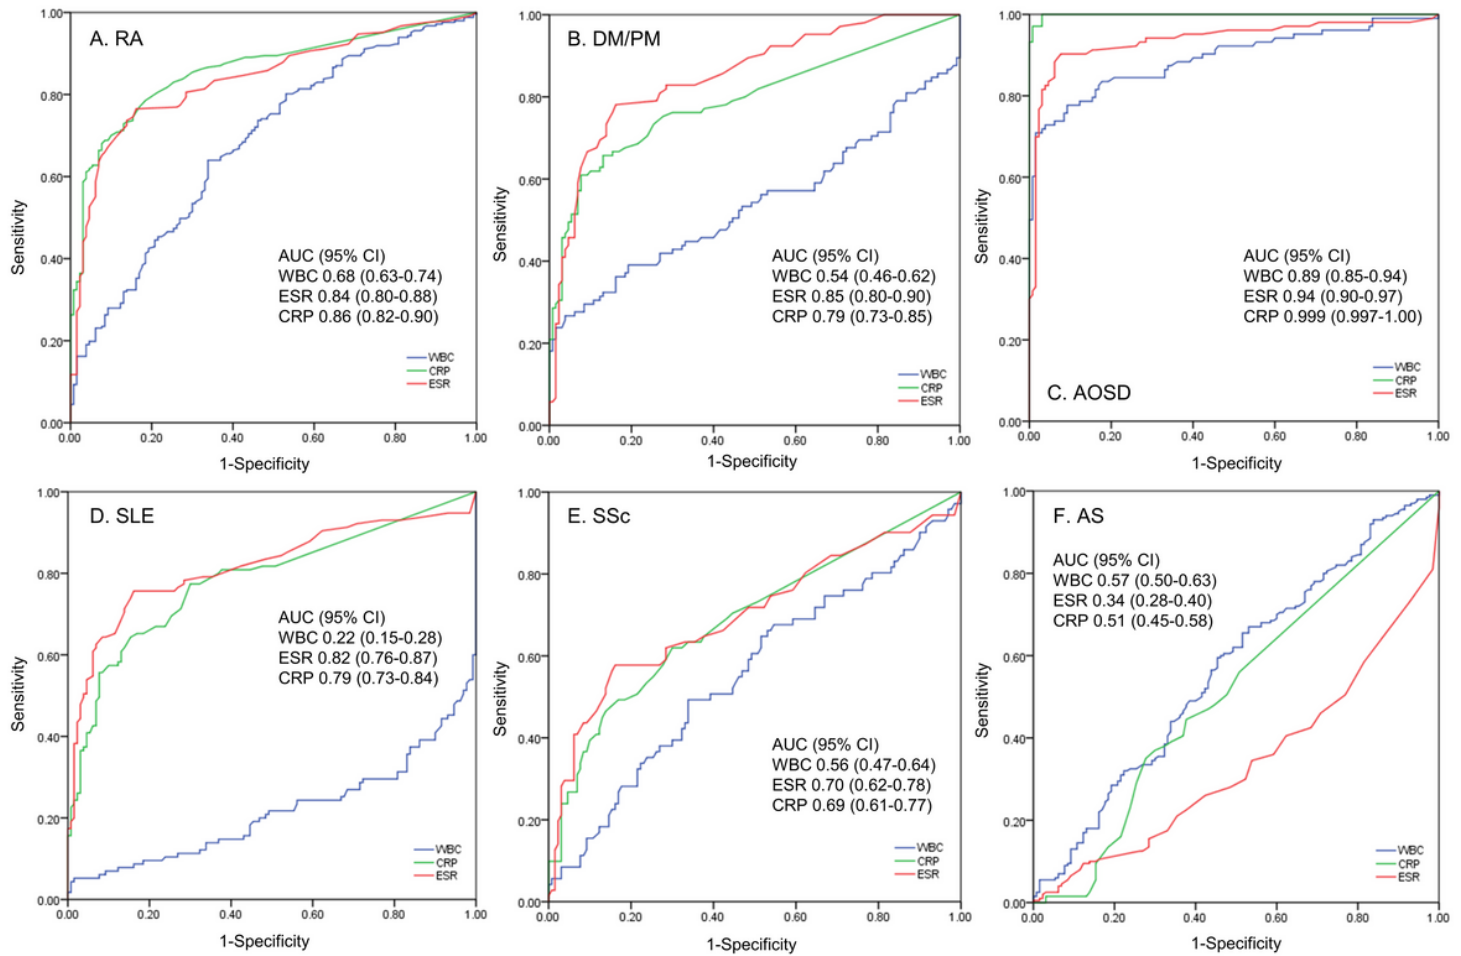 A. RA
1.00
0.80
0.60
0.40
0.20
0.00
Sensitivity
AUC (95% CI)
WBC 0.68 (0.63-0.74)
ESR 0.84 (0.80-0.88)
CRP 0.86 (0.82-0.90)
WBC
CRP
ESR
0.00 0.20 0.40 0.60 0.80 1.00
1-Specificity
B. DM/PM
1.00
0.80
0.60
0.40
0.20
0.00
Sensitivity
AUC (95% CI)
WBC 0.54 (0.46-0.62)
ESR 0.85 (0.80-0.90)
CRP 0.79 (0.73-0.85)
WBC
CRP
ESR
0.00 0.20 0.40 0.60 0.80 1.00
1-Specificity
1.00
0.80
0.60
0.40
0.20
0.00
Sensitivity
AUC (95% CI)
WBC 0.89 (0.85-0.94)
ESR 0.94 (0.90-0.97)
CRP 0.999 (0.997-1.00)
WBC
CRP
ESR
C. AOSD
0.00 0.20 0.40 0.60 0.80 1.00
1-Specificity
D. SLE
1.00
0.80
0.60
0.40
0.20
0.00
Sensitivity
AUC (95% CI)
WBC 0.22 (0.15-0.28)
ESR 0.82 (0.76-0.87)
CRP 0.79 (0.73-0.84)
WBC
CRP
ESR
0.00 0.20 0.40 0.60 0.80 1.00
1-Specificity
E. SSc
1.00
0.80
0.60
0.40
0.20
0.00
Sensitivity
AUC (95% CI)
WBC 0.56 (0.47-0.64)
ESR 0.70 (0.62-0.78)
CRP 0.69 (0.61-0.77)
WBC
CRP
ESR
0.00 0.20 0.40 0.60 0.80 1.00
1-Specificity
F. AS
1.00
0.80
0.60
0.40
0.20
0.00
Sensitivity
AUC (95% CI)
WBC 0.57 (0.50-0.63)
ESR 0.34 (0.28-0.40)
CRP 0.51 (0.45-0.58)
WBC
CRP
ESR
0.00 0.20 0.40 0.60 0.80 1.00
1-Specificity